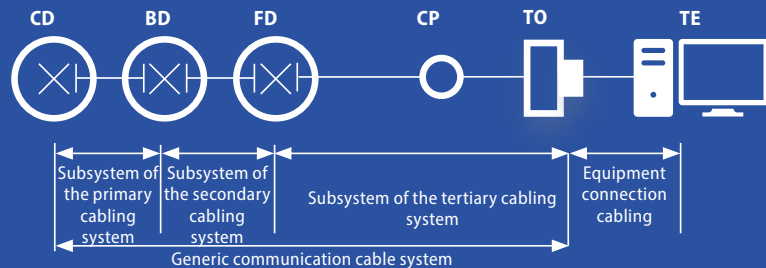 CD BD FD CP TO TE
Subsystem of
the primary
cabling
system
Subsystem of
the secondary
cabling
system
Subsystem of the tertiary cabling
system
Equipment
connection
cabling
Generic communication cable system